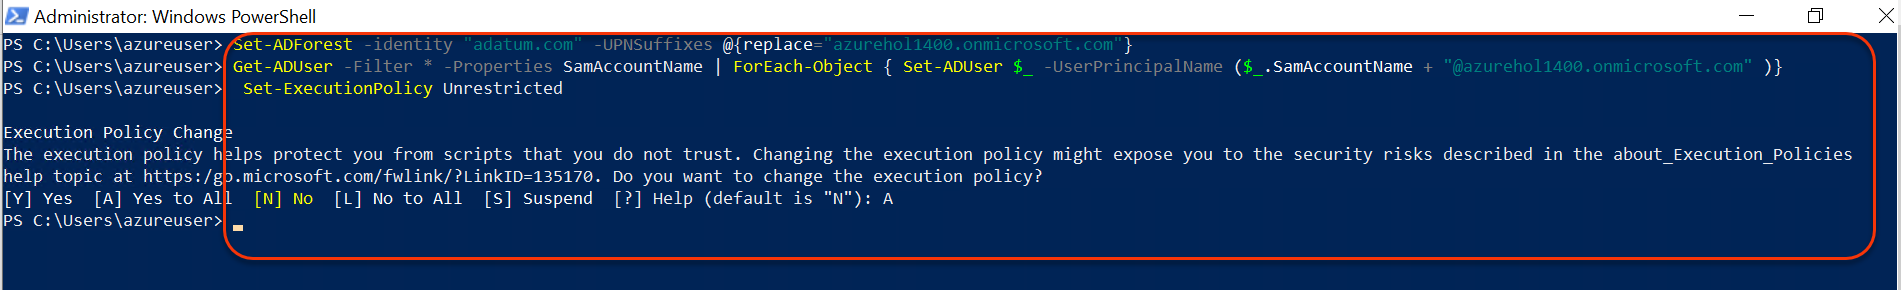 Administrator: Windows PowerShell
PS C:\Users\azureuser> Set-ADForest -identity "adatum.com" -UPNSuffixes @{replace="azurehol1400.onmicrosoft.com"}
PS C:\Users\azureuser> Get-ADUser -Filter * -Properties SamAccountName | ForEach-Object { Set-ADUser $_ -UserPrincipalName ($_.SamAccountName + "@azurehol1400.onmicrosoft.com" )}
PS C:\Users\azureuser>  Set-ExecutionPolicy Unrestricted
Execution Policy Change
The execution policy helps protect you from scripts that you do not trust. Changing the execution policy might expose you to the security risks described in the about_Execution_Policies
help topic at https:/go.microsoft.com/fwlink/?LinkID=135170. Do you want to change the execution policy?
[Y] Yes  [A] Yes to All  [N] No  [L] No to All  [S] Suspend  [?] Help (default is "N"): A
PS C:\Users\azureuser>